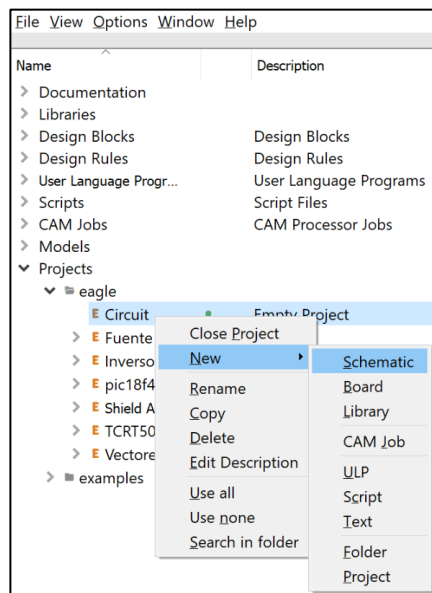 File View Options Window Help
Name Description
Documentation
Libraries
Design Blocks Design Blocks
Design Rules Design Rules
User Language Progr... User Language Programs
Scripts Script Files
CAM Jobs CAM Processor Jobs
Models
Projects
eagle
E Circuit Empty Project
E Fuente
E Inverso
E pic18f4
E Shield A
E TCRT50
E Vectore
examples
Close Project
New
Rename
Copy
Delete
Edit Description
Use all
Use none
Search in folder
Schematic
Board
Library
CAM Job
ULP
Script
Text
Folder
Project